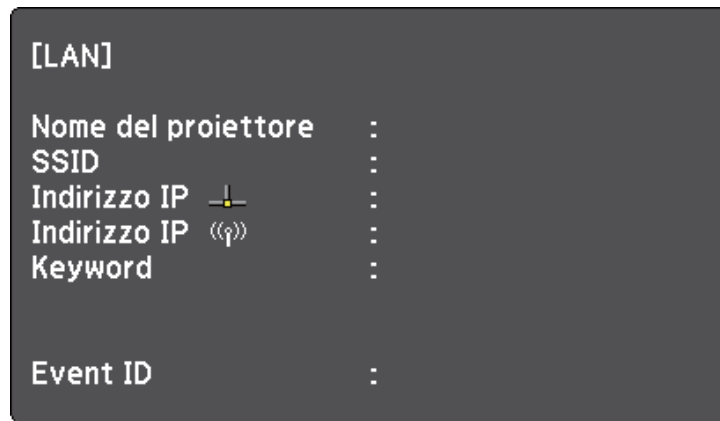 [LAN]
Nome del proiettore :
SSID :
Indirizzo IP :
Indirizzo IP :
Keyword :
Event ID :